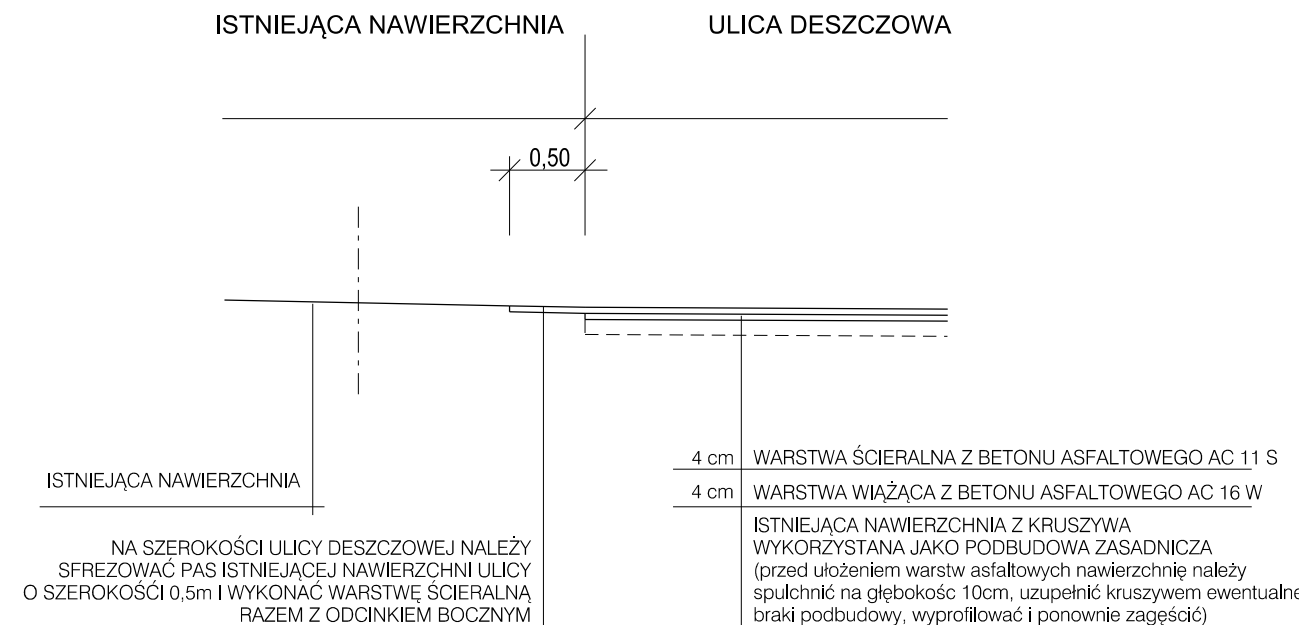 ISTNIEJĄCA NAWIERZCHNIA
ULICA DESZCZOWA
0,50
ISTNIEJĄCA NAWIERZCHNIA
NA SZEROKOŚCI ULICY DESZCZOWEJ NALEŻY
SFREZOWAĆ PAS ISTNIEJĄCEJ NAWIERZCHNI ULICY
O SZEROKOŚĆI 0,5m I WYKONAĆ WARSTWĘ ŚCIERALNĄ
RAZEM Z ODCINKIEM BOCZNYM
4 cm WARSTWA ŚCIERALNA Z BETONU ASFALTOWEGO AC 11 S
4 cm WARSTWA WIĄŻĄCA Z BETONU ASFALTOWEGO AC 16 W
ISTNIEJĄCA NAWIERZCHNIA Z KRUSZYWA
WYKORZYSTANA JAKO PODBUDOWA ZASADNICZA
(przed ułożeniem warstw asfaltowych nawierzchnię należy
spulchnić na głębokośc 10cm, uzupełnić kruszywem ewentualne
braki podbudowy, wyprofilować i ponownie zagęścić)